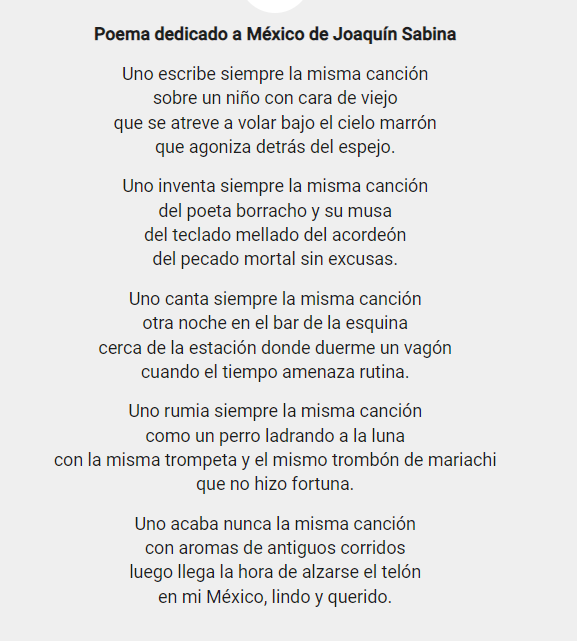 Poema dedicado a México de Joaquín Sabina
Uno escribe siempre la misma canción
sobre un niño con cara de viejo
que se atreve a volar bajo el cielo marrón
que agoniza detrás del espejo.
Uno inventa siempre la misma canción
del poeta borracho y su musa
del teclado mellado del acordeón
del pecado mortal sin excusas.
Uno canta siempre la misma canción
otra noche en el bar de la esquina
cerca de la estación donde duerme un vagón
cuando el tiempo amenaza rutina.
Uno rumia siempre la misma canción
como un perro ladrando a la luna
con la misma trompeta y el mismo trombón de mariachi
que no hizo fortuna.
Uno acaba nunca la misma canción
con aromas de antiguos corridos
luego llega la hora de alzarse el telón
en mi México, lindo y querido.